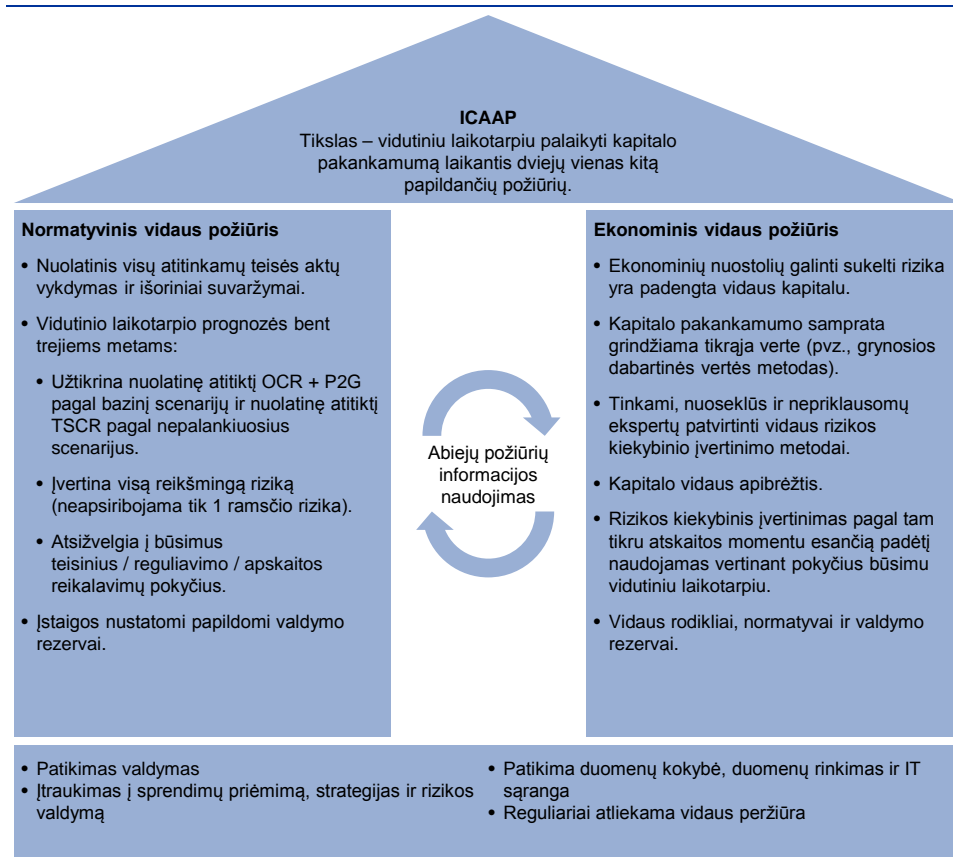 ICAAP
Tikslas – vidutiniu laikotarpiu palaikyti kapitalo
pakankamumą laikantis dviejų vienas kitą
papildančių požiūrių.
Normatyvinis vidaus požiūris
• Nuolatinis visų atitinkamų teisės aktų
vykdymas ir išoriniai suvaržymai.
• Vidutinio laikotarpio prognozės bent
trejiems metams:
• Užtikrina nuolatinę atitiktį OCR + P2G
pagal bazinį scenarijų ir nuolatinę atitiktį
TSCR pagal nepalankiuosius
scenarijus.
• Įvertina visą reikšmingą riziką
(neapsiribojama tik 1 ramsčio rizika).
• Atsižvelgia į būsimus
teisinius / reguliavimo / apskaitos
reikalavimų pokyčius.
• Įstaigos nustatomi papildomi valdymo
rezervai.
Abiejų požiūrių
informacijos
naudojimas
Ekonominis vidaus požiūris
• Ekonominių nuostolių galinti sukelti rizika
yra padengta vidaus kapitalu.
• Kapitalo pakankamumo samprata
grindžiama tikrąja verte (pvz., grynosios
dabartinės vertės metodas).
• Tinkami, nuoseklūs ir nepriklausomų
ekspertų patvirtinti vidaus rizikos
kiekybinio įvertinimo metodai.
• Kapitalo vidaus apibrėžtis.
• Rizikos kiekybinis įvertinimas pagal tam
tikru atskaitos momentu esančią padėtį
naudojamas vertinant pokyčius būsimu
vidutiniu laikotarpiu.
• Vidaus rodikliai, normatyvai ir valdymo
rezervai.
• Patikimas valdymas
• Įtraukimas į sprendimų priėmimą, strategijas ir rizikos
valdymą
• Patikima duomenų kokybė, duomenų rinkimas ir IT
sąranga
• Reguliariai atliekama vidaus peržiūra